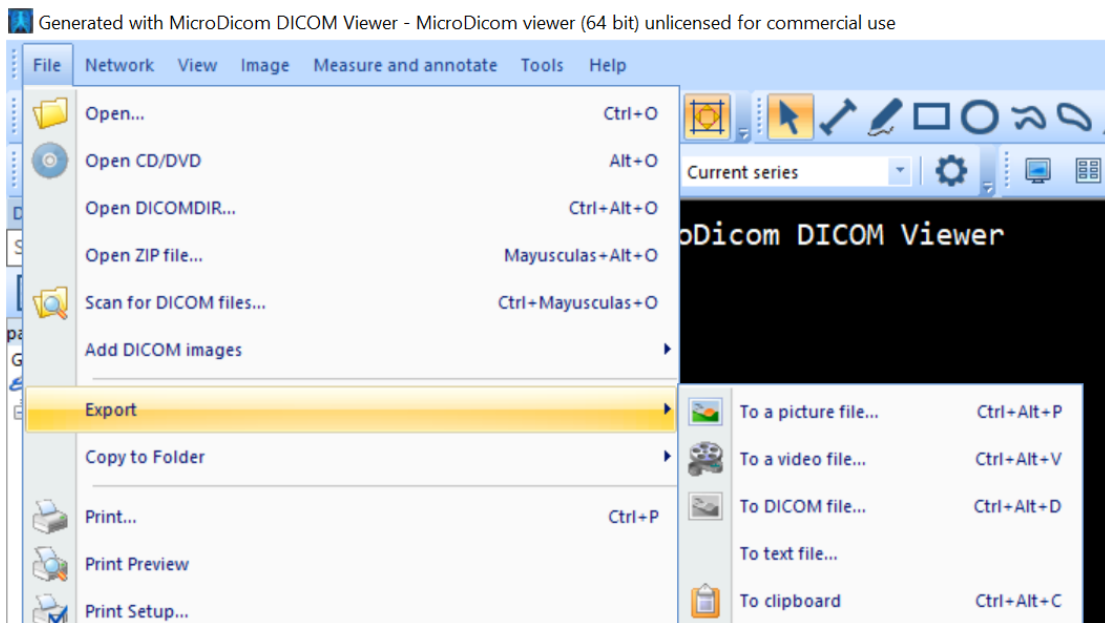 Generated with MicroDicom DICOM Viewer - MicroDicom viewer (64 bit) unlicensed for commercial use
File Network View Image Measure and annotate Tools Help
Open... Ctrl+O
Open CD/DVD Alt+O
Open DICOMDIR... Ctrl+Alt+O
Open ZIP file... Mayusculas+Alt+O
Scan for DICOM files... Ctrl+Mayusculas+O
Add DICOM images
Export
Copy to Folder
Print... Ctrl+P
Print Preview
Print Setup...
Current series
DICOM Viewer
To a picture file... Ctrl+Alt+P
To a video file... Ctrl+Alt+V
To DICOM file... Ctrl+Alt+D
To text file...
To clipboard Ctrl+Alt+C